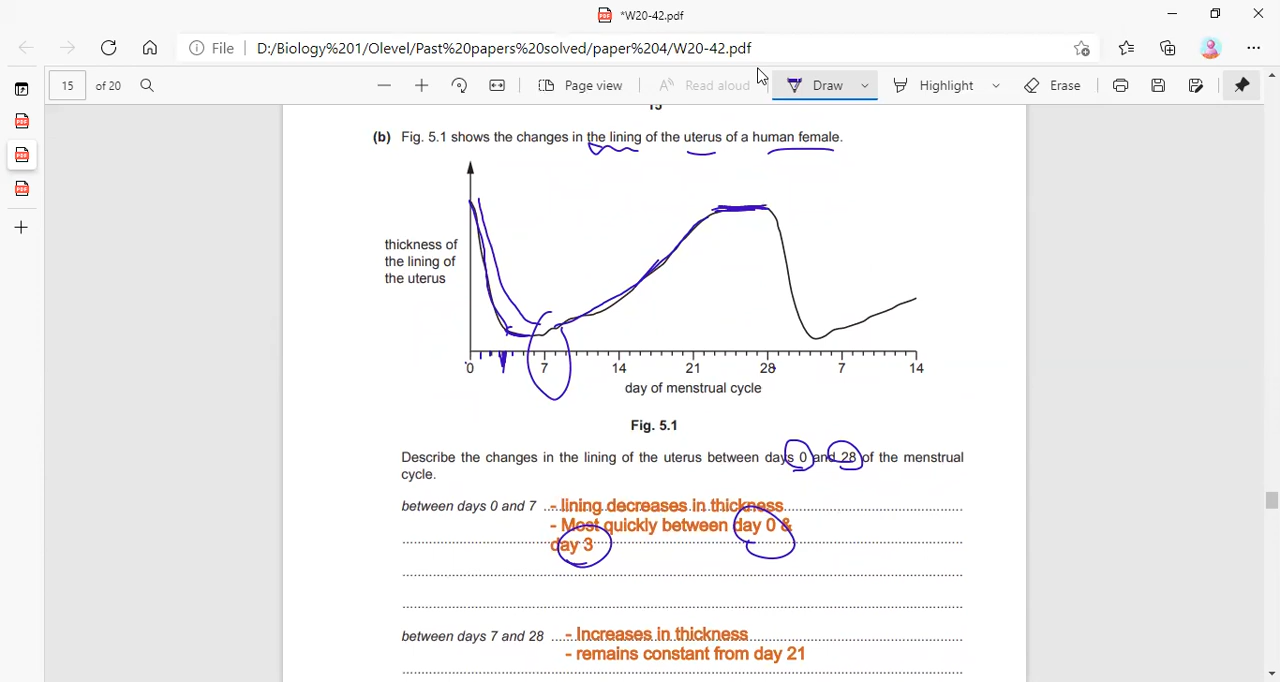 *W20-42.pdf
File D:/Biology%201/Olevel/Past%20papers%20solved/paper%204/W20-42.pdf
15 of 20 Page view Read aloud Draw Highlight Erase
15
(b) Fig. 5.1 shows the changes in the lining of the uterus of a human female.
thickness of
the lining of
the uterus
0 7 14 21 28 7 14
day of menstrual cycle
Fig. 5.1
Describe the changes in the lining of the uterus between days 0 and 28 of the menstrual
cycle.
between days 0 and 7 - lining decreases in thickness
- Most quickly between day 0 &
day 3
between days 7 and 28 - Increases in thickness
- remains constant from day 21